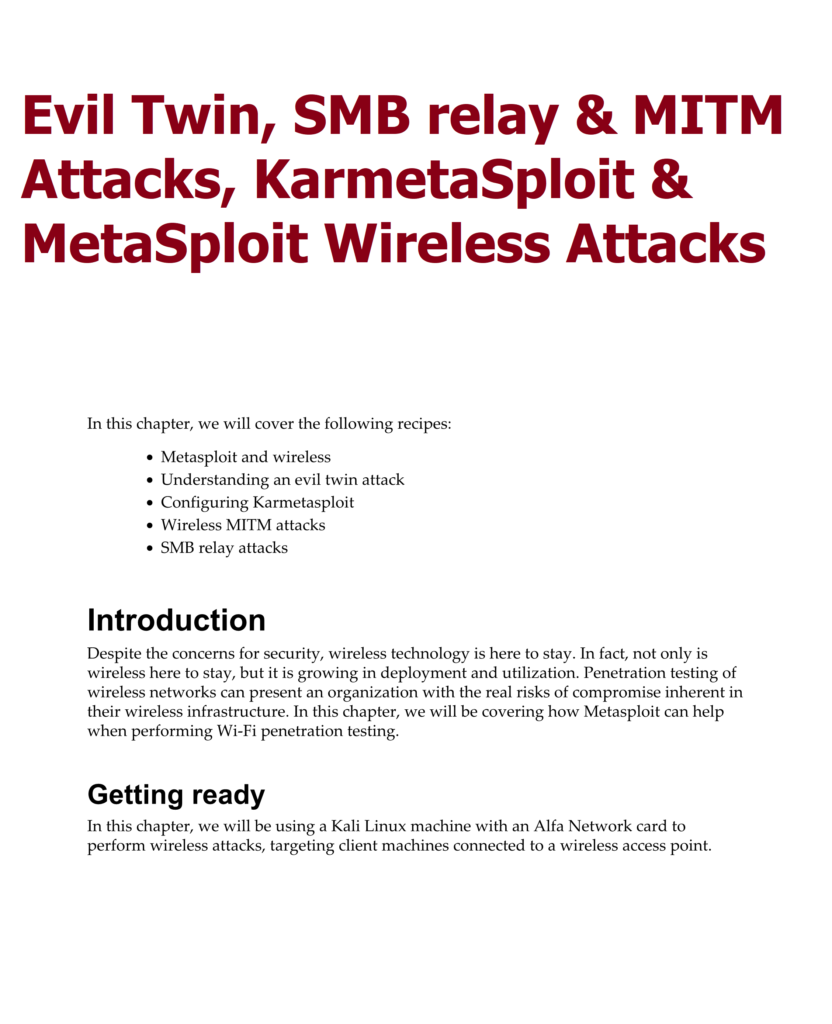 Evil Twin, SMB relay & MITM
Attacks, KarmetaSploit &
MetaSploit Wireless Attacks
In this chapter, we will cover the following recipes:
• Metasploit and wireless
• Understanding an evil twin attack
• Configuring Karmetasploit
• Wireless MITM attacks
• SMB relay attacks
Introduction
Despite the concerns for security, wireless technology is here to stay. In fact, not only is
wireless here to stay, but it is growing in deployment and utilization. Penetration testing of
wireless networks can present an organization with the real risks of compromise inherent in
their wireless infrastructure. In this chapter, we will be covering how Metasploit can help
when performing Wi-Fi penetration testing.
Getting ready
In this chapter, we will be using a Kali Linux machine with an Alfa Network card to
perform wireless attacks, targeting client machines connected to a wireless access point.